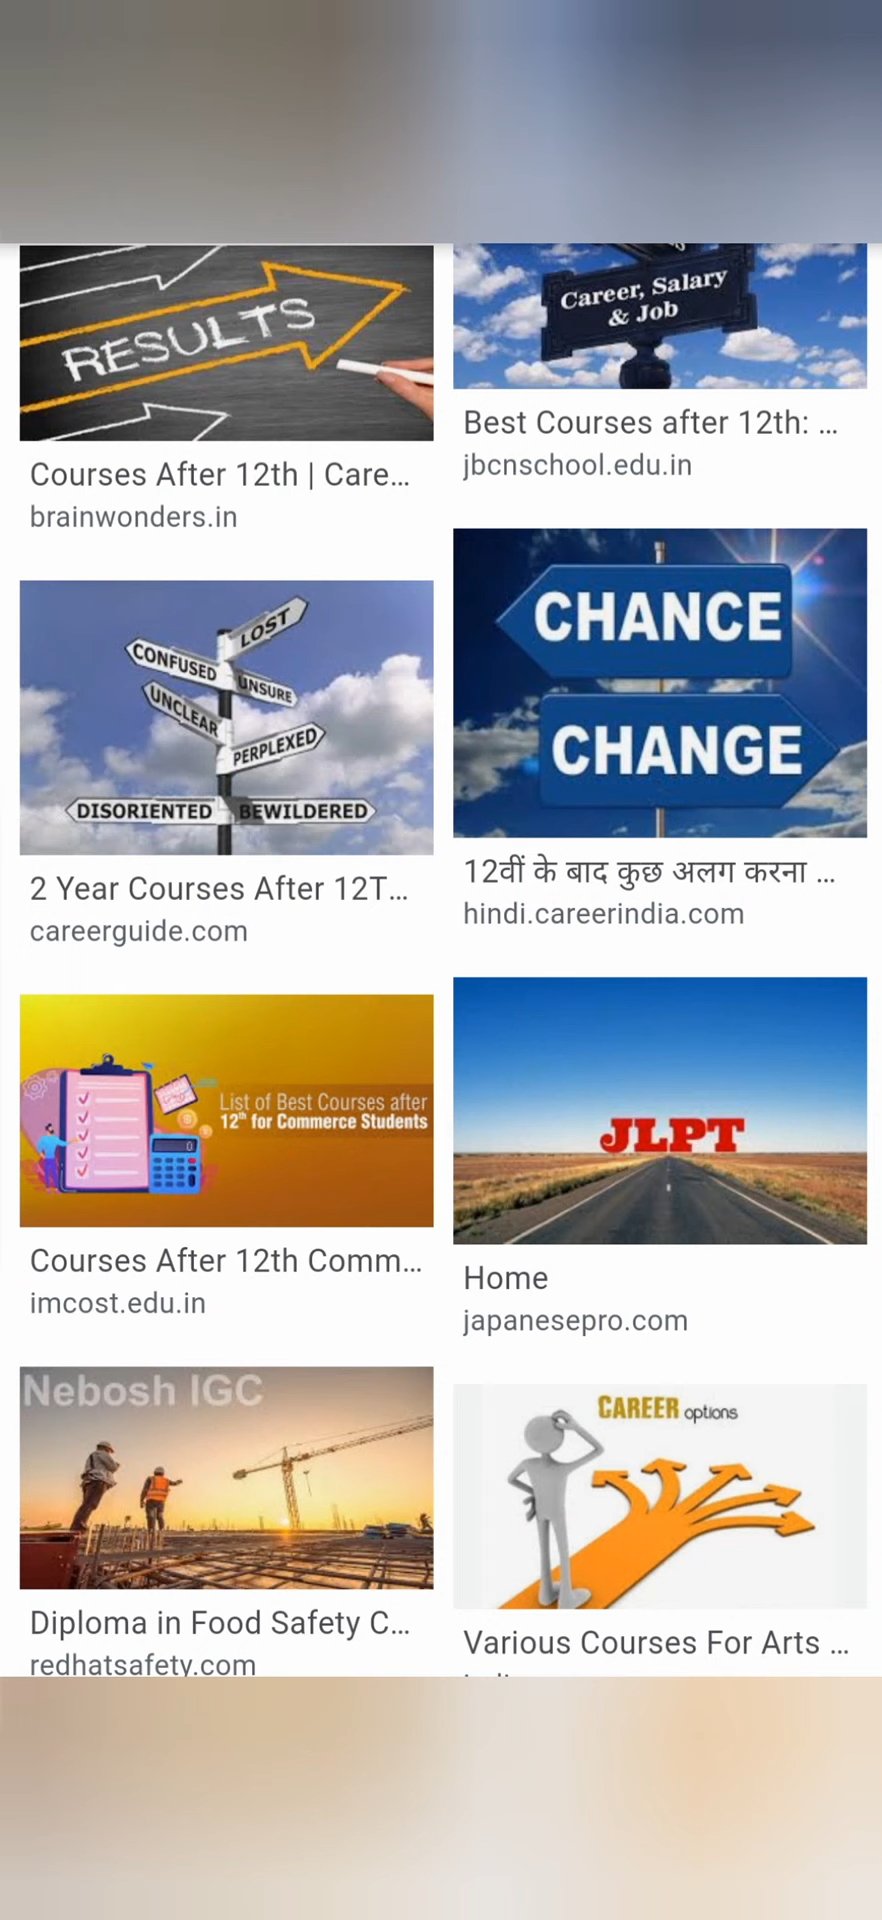 RESULTS
Courses After 12th | Care...
brainwonders.in
Career, Salary
& Job
Best Courses after 12th: ...
jbcnschool.edu.in
LOST
CONFUSED
UNSURE
UNCLEAR
PERPLEXED
DISORIENTED
BEWILDERED
2 Year Courses After 12T...
careerguide.com
CHANCE
CHANGE
12वीं के बाद कुछ अलग करना ...
hindi.careerindia.com
List of Best Courses after
12th for Commerce Students
Courses After 12th Comm...
imcost.edu.in
JLPT
Home
japanesepro.com
Nebosh IGC
Diploma in Food Safety C...
redhatsafety.com
CAREER options
Various Courses For Arts ...